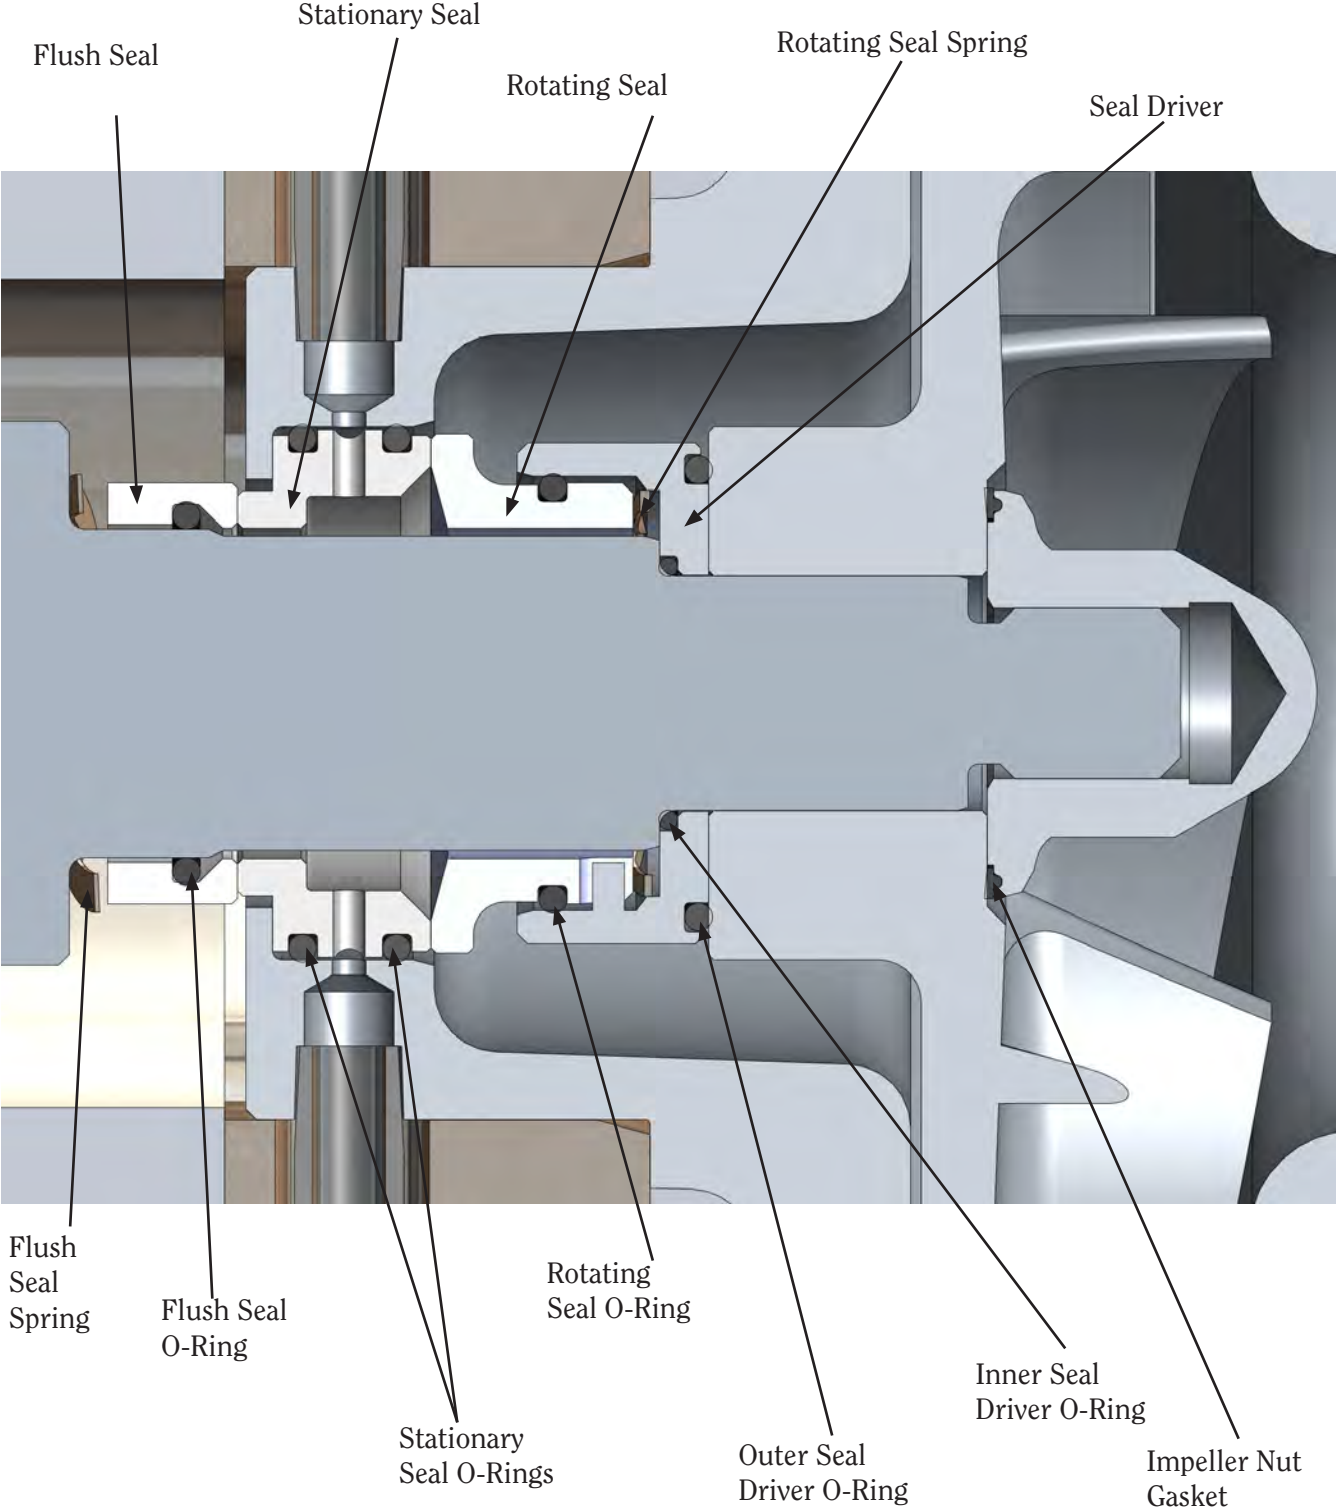 Stationary Seal
Flush Seal
Rotating Seal Spring
Rotating Seal
Seal Driver
Flush
Seal
Spring
Flush Seal
O-Ring
Rotating
Seal O-Ring
Stationary
Seal O-Rings
Inner Seal
Driver O-Ring
Outer Seal
Driver O-Ring
Impeller Nut
Gasket